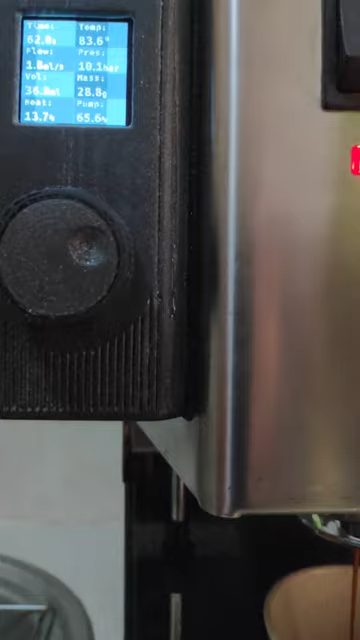 Time: Temp:
62.0s 83.6°
Flow: Pres:
1.8ml/s 10.1bar
Vol: Mass:
36.8ml 28.8g
Heat: Pump:
13.7% 65.6%